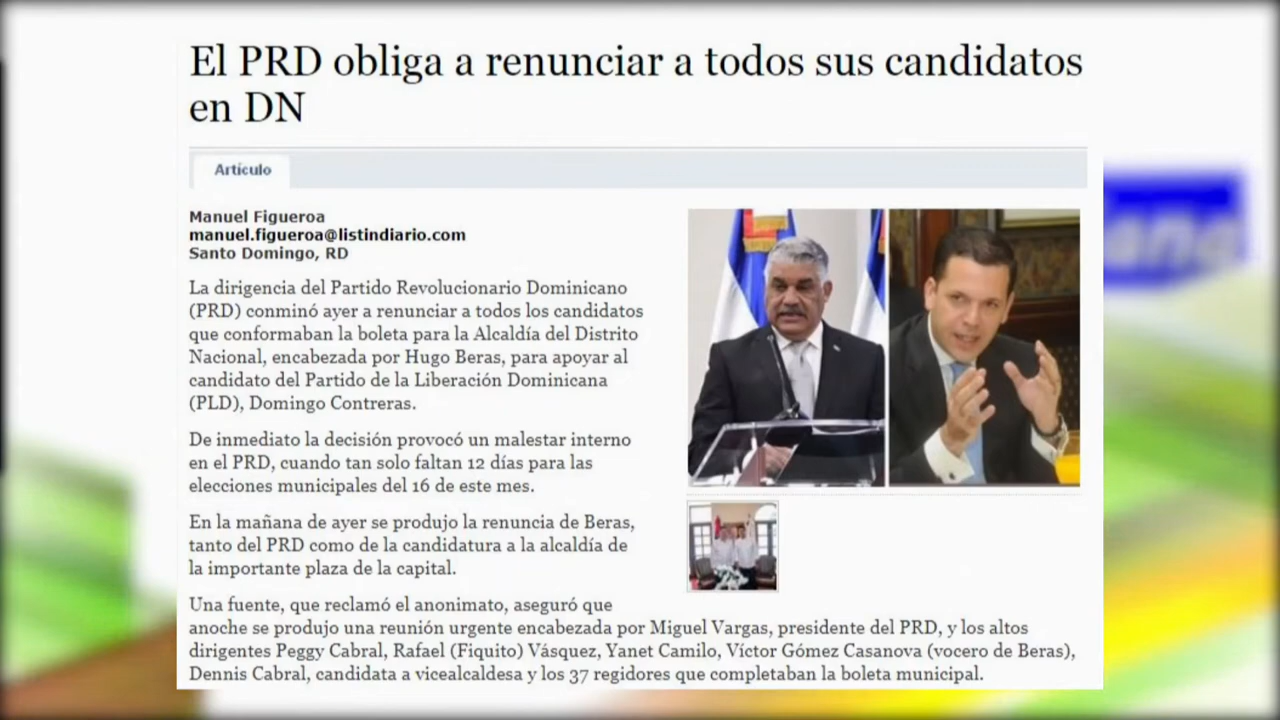 El PRD obliga a renunciar a todos sus candidatos
en DN
Artículo
Manuel Figueroa
manuel.figueroa@listindiario.com
Santo Domingo, RD
La dirigencia del Partido Revolucionario Dominicano
(PRD) conminó ayer a renunciar a todos los candidatos
que conformaban la boleta para la Alcaldía del Distrito
Nacional, encabezada por Hugo Beras, para apoyar al
candidato del Partido de la Liberación Dominicana
(PLD), Domingo Contreras.
De inmediato la decisión provocó un malestar interno
en el PRD, cuando tan solo faltan 12 días para las
elecciones municipales del 16 de este mes.
En la mañana de ayer se produjo la renuncia de Beras,
tanto del PRD como de la candidatura a la alcaldía de
la importante plaza de la capital.
Una fuente, que reclamó el anonimato, aseguró que
anoche se produjo una reunión urgente encabezada por Miguel Vargas, presidente del PRD, y los altos
dirigentes Peggy Cabral, Rafael (Fiquito) Vásquez, Yanet Camilo, Víctor Gómez Casanova (vocero de Beras),
Dennis Cabral, candidata a vicealcaldesa y los 37 regidores que completaban la boleta municipal.